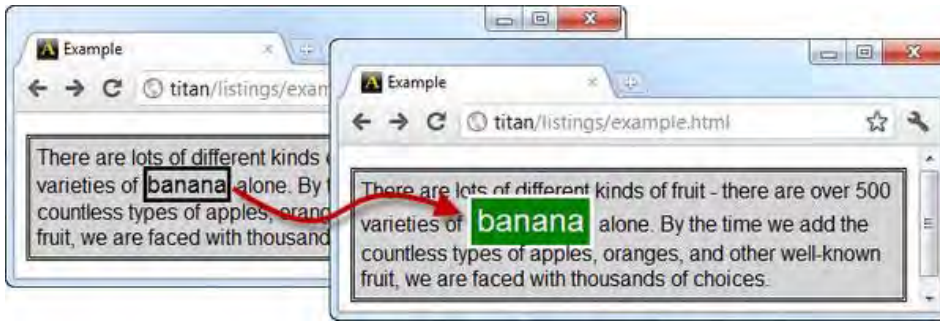 Example
titan/listings/exam
There are lots of different kinds
varieties of banana alone. By t
countless types of apples, orang
fruit, we are faced with thousand
Example
titan/listings/example.html
There are lots of different kinds of fruit - there are over 500
varieties of banana alone. By the time we add the
countless types of apples, oranges, and other well-known
fruit, we are faced with thousands of choices.